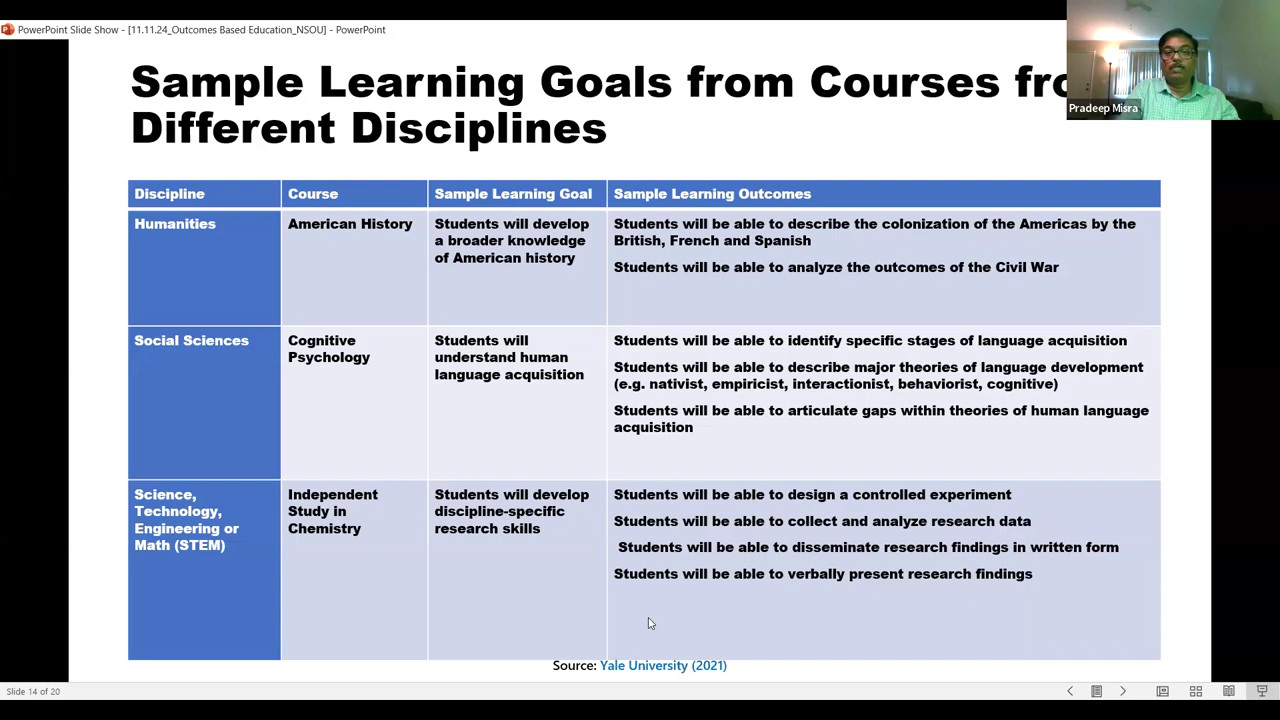 PowerPoint Slide Show - [11.11.24_Outcomes Based Education_NSOU] - PowerPoint
Pradeep Misra
Sample Learning Goals from Courses fro
Different Disciplines
Discipline
Course
Sample Learning Goal
Sample Learning Outcomes
Humanities
American History
Students will develop
a broader knowledge
of American history
Students will be able to describe the colonization of the Americas by the
British, French and Spanish
Students will be able to analyze the outcomes of the Civil War
Social Sciences
Cognitive
Psychology
Students will
understand human
language acquisition
Students will be able to identify specific stages of language acquisition
Students will be able to describe major theories of language development
(e.g. nativist, empiricist, interactionist, behaviorist, cognitive)
Students will be able to articulate gaps within theories of human language
acquisition
Science,
Technology,
Engineering or
Math (STEM)
Independent
Study in
Chemistry
Students will develop
discipline-specific
research skills
Students will be able to design a controlled experiment
Students will be able to collect and analyze research data
Students will be able to disseminate research findings in written form
Students will be able to verbally present research findings
Source: Yale University (2021)
Slide 14 of 20